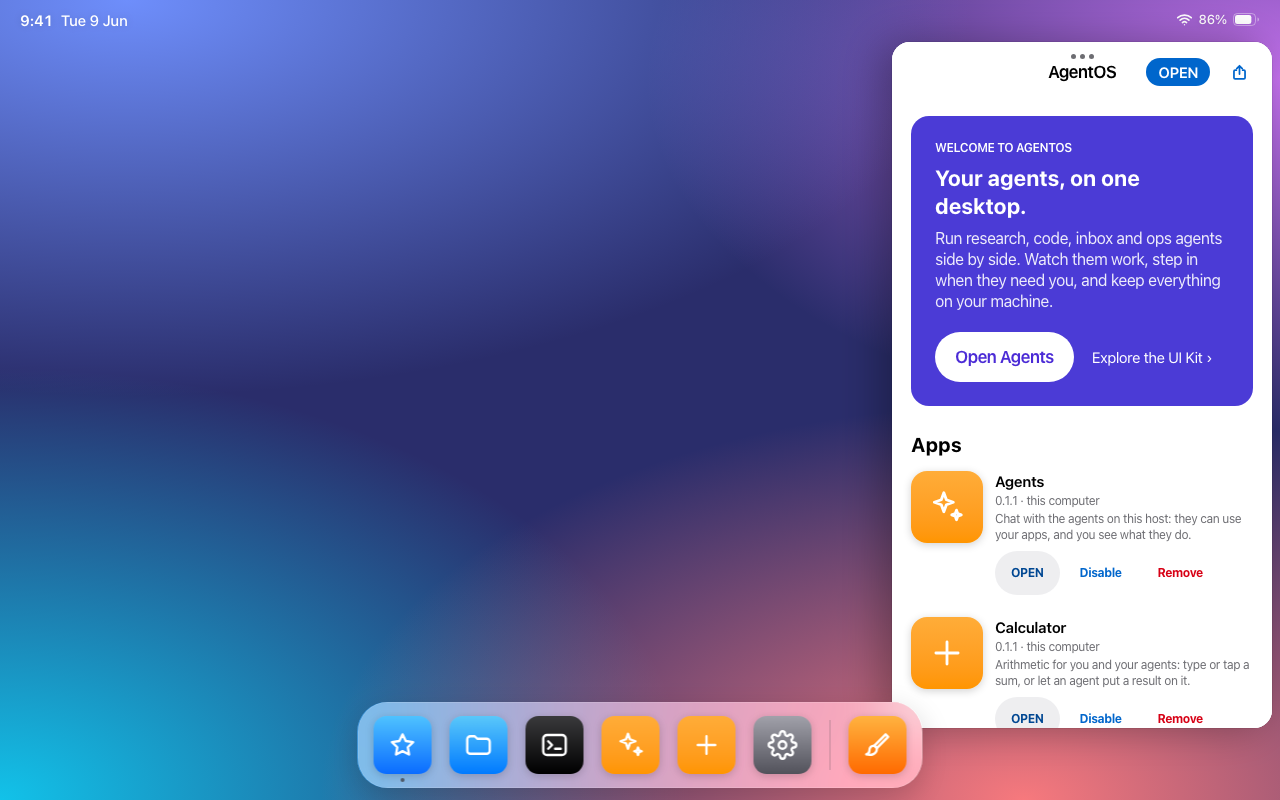 9:41 Tue 9 Jun
86%
AgentOS
OPEN
WELCOME TO AGENTOS
Your agents, on one
desktop.
Run research, code, inbox and ops agents
side by side. Watch them work, step in
when they need you, and keep everything
on your machine.
Open Agents
Explore the UI Kit ›
Apps
Agents
0.1.1 · this computer
Chat with the agents on this host: they can use
your apps, and you see what they do.
OPEN
Disable
Remove
Calculator
0.1.1 · this computer
Arithmetic for you and your agents: type or tap a
sum, or let an agent put a result on it.
OPEN
Disable
Remove